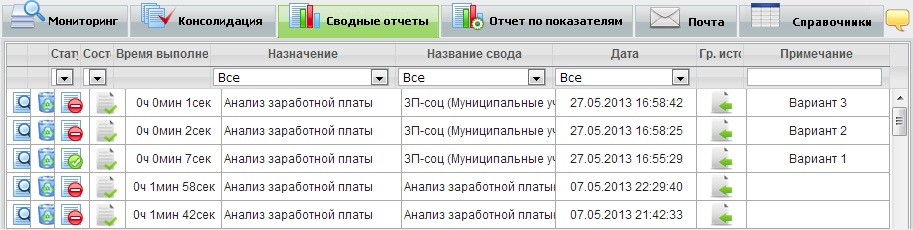 Мониторинг Консолидация Сводные отчеты Отчет по показателям Почта Справочники
Стату Состо Время выполне Назначение Название свода Дата Гр. исто Примечание
Все Все Все
0ч 0мин 1сек Анализ заработной платы ЗП-соц (Муниципальные уч 27.05.2013 16:58:42 Вариант 3
0ч 0мин 2сек Анализ заработной платы ЗП-соц (Муниципальные уч 27.05.2013 16:58:25 Вариант 2
0ч 0мин 7сек Анализ заработной платы ЗП-соц (Муниципальные уч 27.05.2013 16:55:29 Вариант 1
0ч 1мин 58сек Анализ заработной платы Анализ заработной платы( 07.05.2013 22:29:40
0ч 1мин 42сек Анализ заработной платы Анализ заработной платы( 07.05.2013 21:42:33